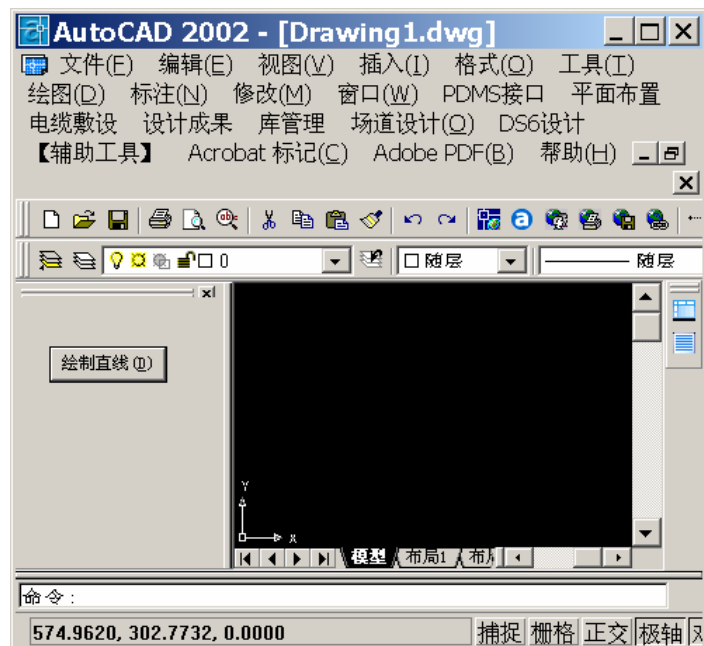 AutoCAD 2002 - [Drawing1.dwg]
文件(F) 编辑(E) 视图(V) 插入(I) 格式(O) 工具(T)
绘图(D) 标注(N) 修改(M) 窗口(W) PDMS接口 平面布置
电缆敷设 设计成果 库管理 场道设计(Q) DS6设计
【辅助工具】 Acrobat 标记(C) Adobe PDF(B) 帮助(H)
0 随层 随层
绘制直线(D)
Y
X
模型 布局1
命令:
574.9620, 302.7732, 0.0000 捕捉 栅格 正交 极轴